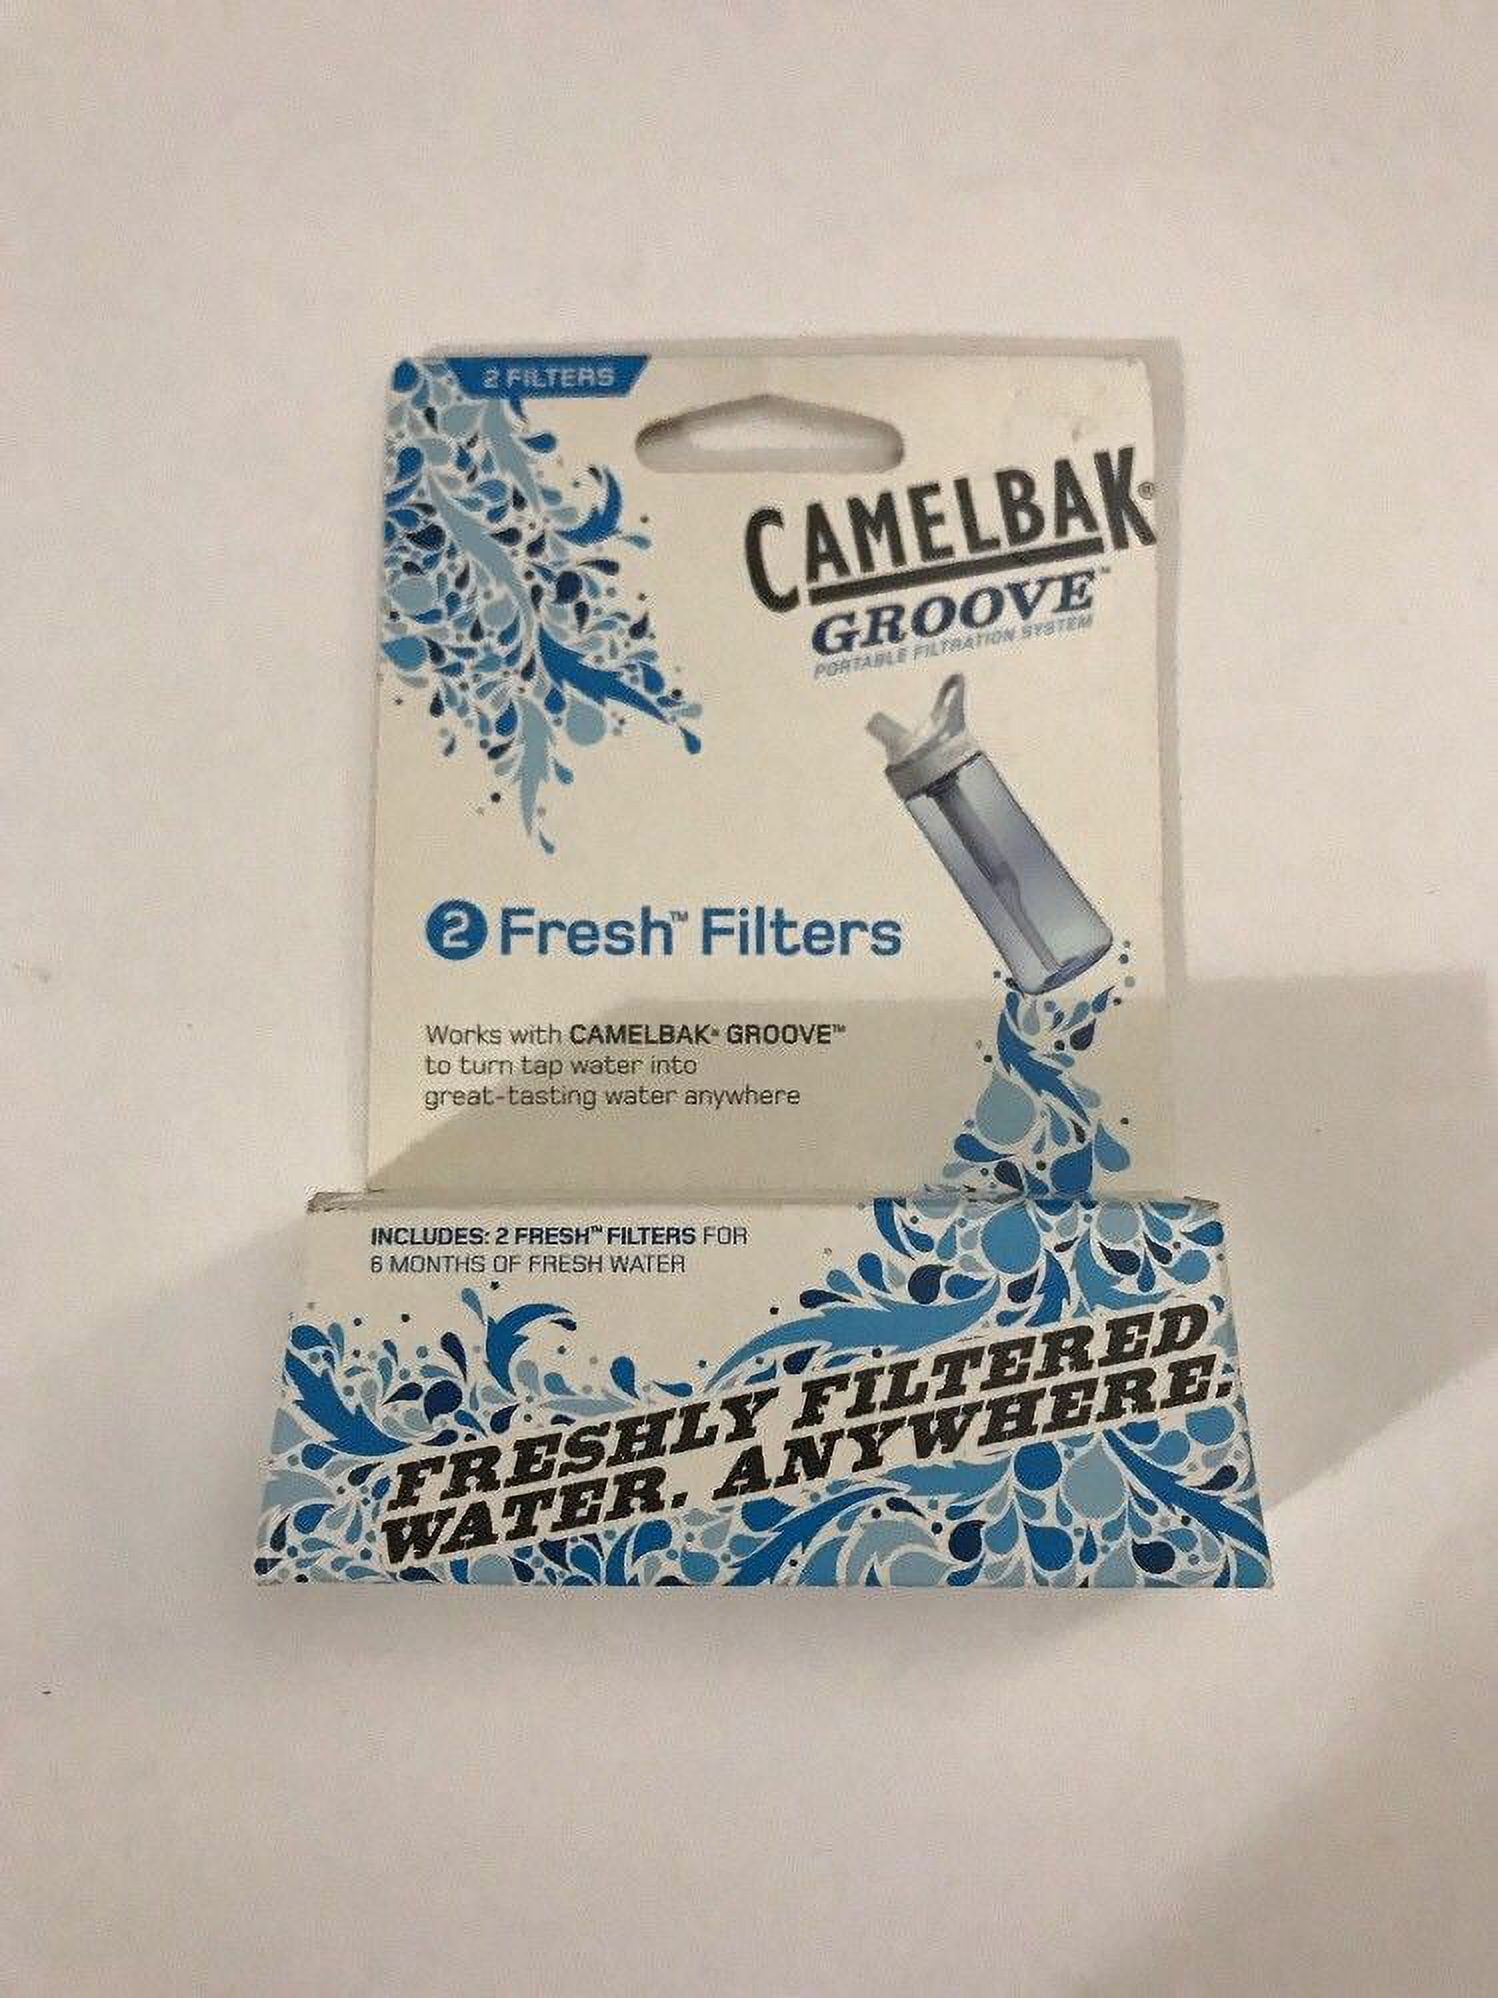 2 FILTERS
CAMELBAK®
GROOVE™
PORTABLE FILTRATION SYSTEM
2 Fresh™ Filters
Works with CAMELBAK® GROOVE™
to turn tap water into
great-tasting water anywhere
INCLUDES: 2 FRESH™ FILTERS FOR
6 MONTHS OF FRESH WATER
FRESHLY FILTERED
WATER. ANYWHERE.